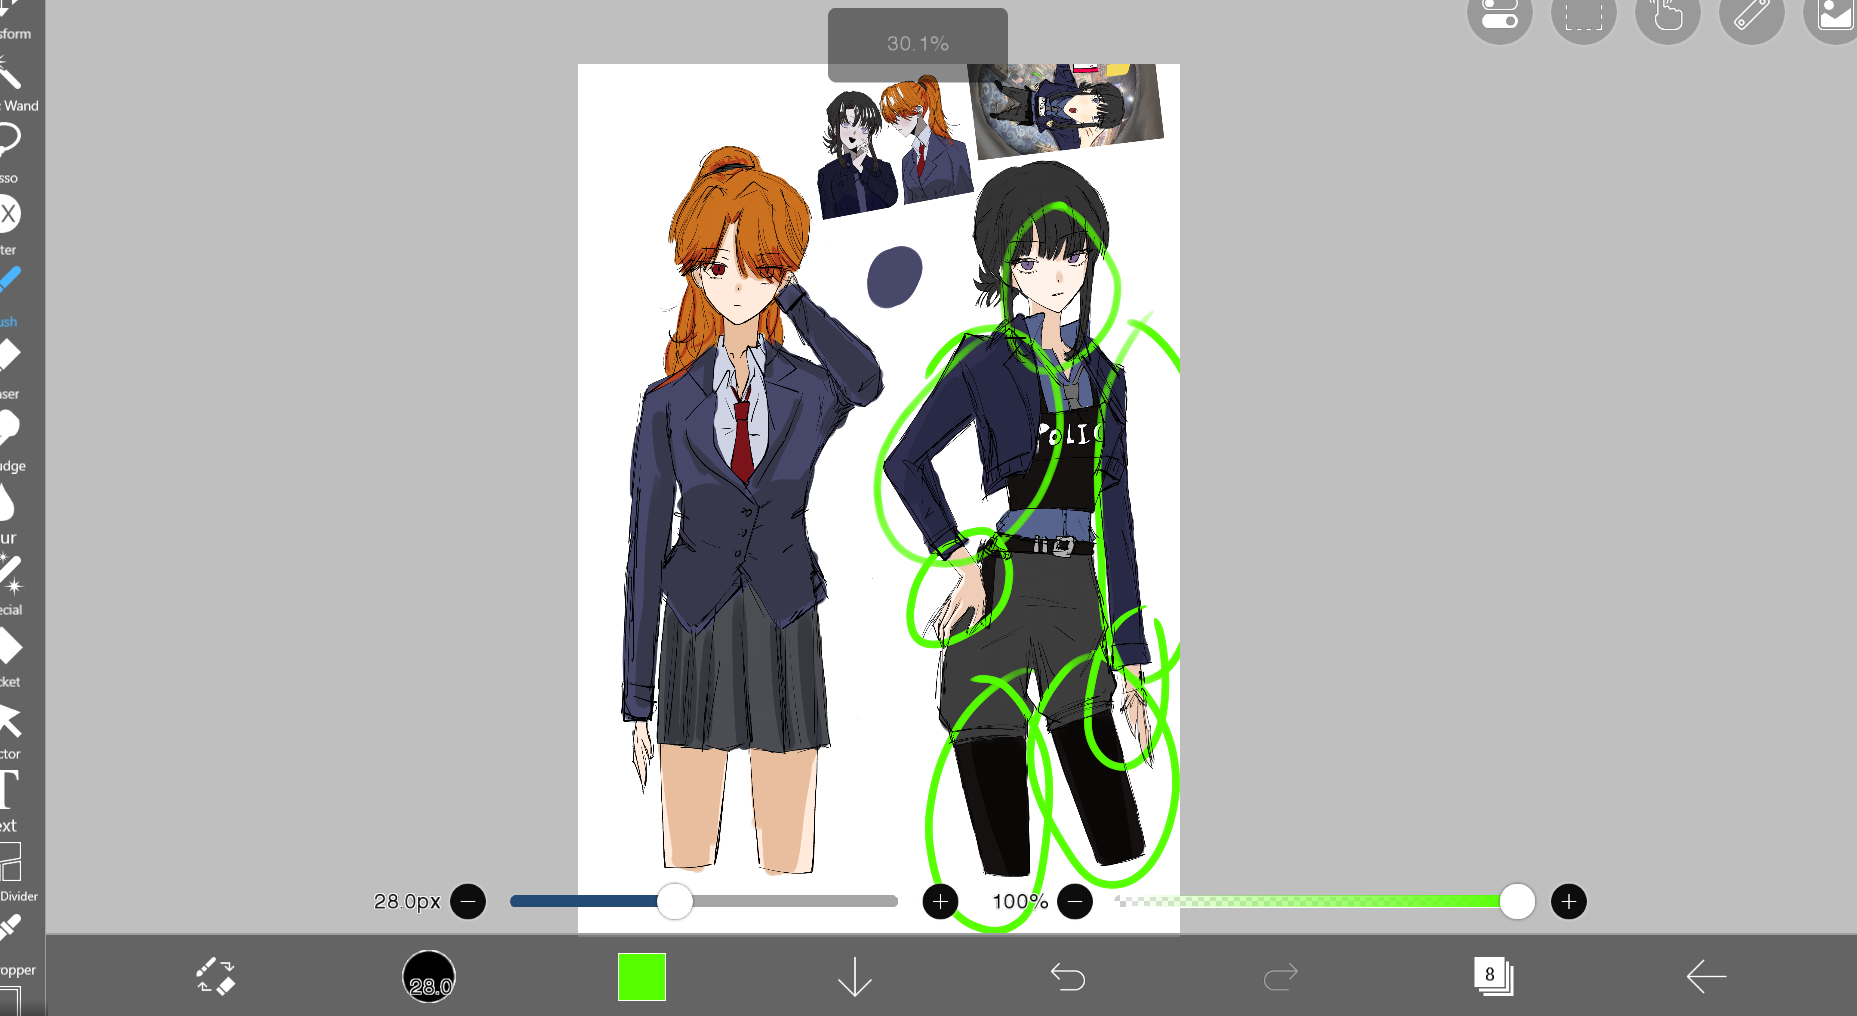 30.1%
sform
: Wand
sso
X
ter
ush
aser
udge
ur
ecial
cket
ctor
T
ext
Divider
opper
POLIC
28.0px
100%
28.0
8